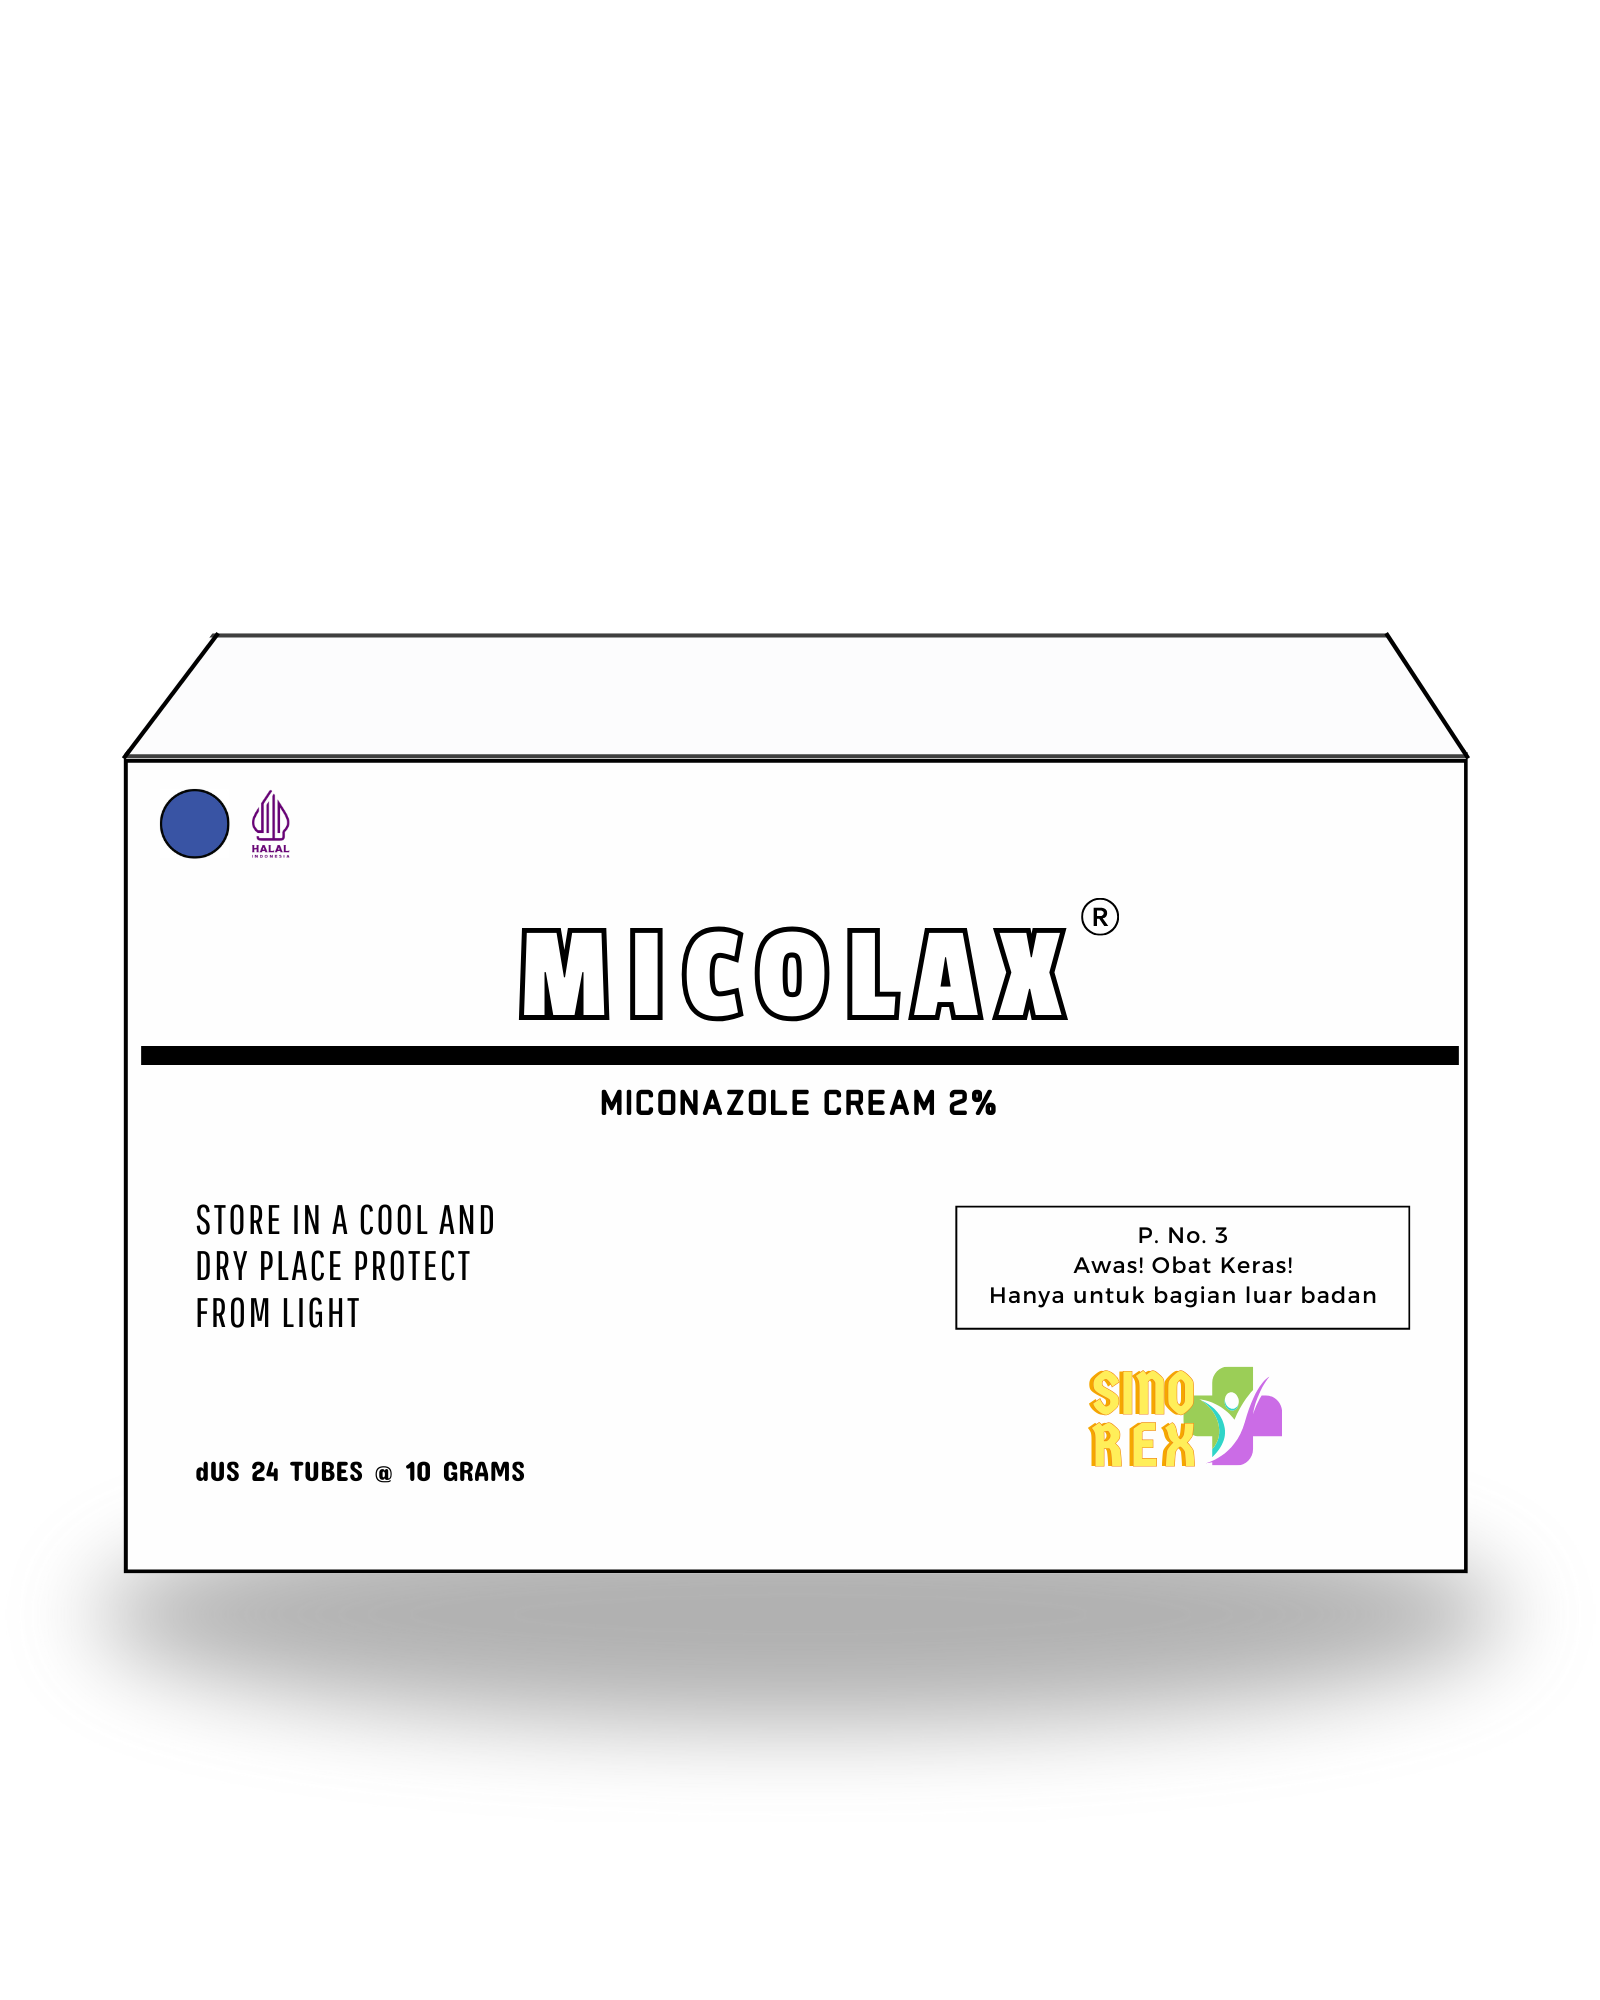 HALAL
INDONESIA
MICOLAX®
MICONAZOLE CREAM 2%
STORE IN A COOL AND
DRY PLACE PROTECT
FROM LIGHT
P. No. 3
Awas! Obat Keras!
Hanya untuk bagian luar badan
SINO
REX
dUS 24 TUBES @ 10 GRAMS